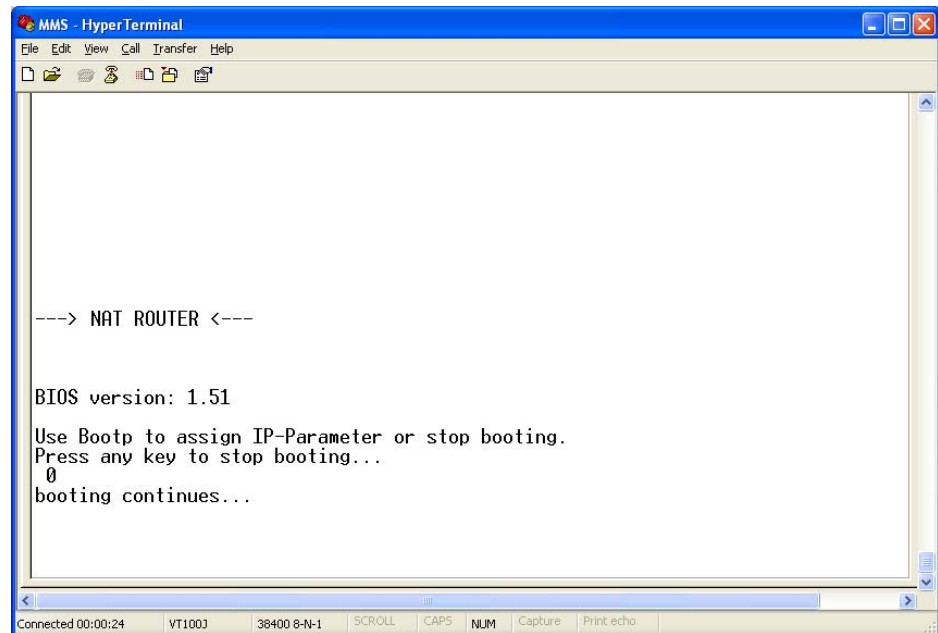 MMS - HyperTerminal
File Edit View Call Transfer Help
---> NAT ROUTER <---
BIOS version: 1.51
Use Bootp to assign IP-Parameter or stop booting.
Press any key to stop booting...
0
booting continues...
Connected 00:00:24 VT100J 38400 8-N-1 SCROLL CAPS NUM Capture Print echo